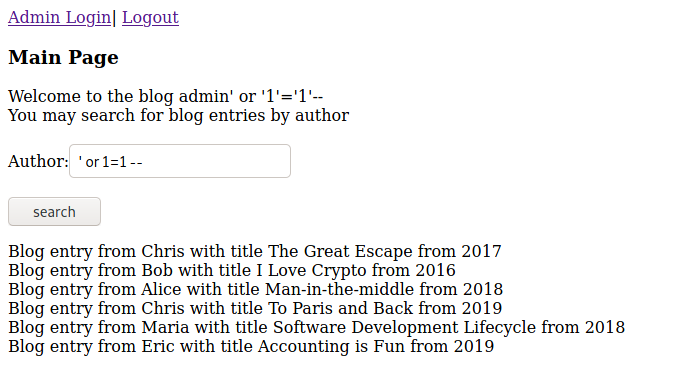 Admin Login| Logout
Main Page
Welcome to the blog admin' or '1'='1'--
You may search for blog entries by author
Author: ' or 1=1 --
search
Blog entry from Chris with title The Great Escape from 2017
Blog entry from Bob with title I Love Crypto from 2016
Blog entry from Alice with title Man-in-the-middle from 2018
Blog entry from Chris with title To Paris and Back from 2019
Blog entry from Maria with title Software Development Lifecycle from 2018
Blog entry from Eric with title Accounting is Fun from 2019